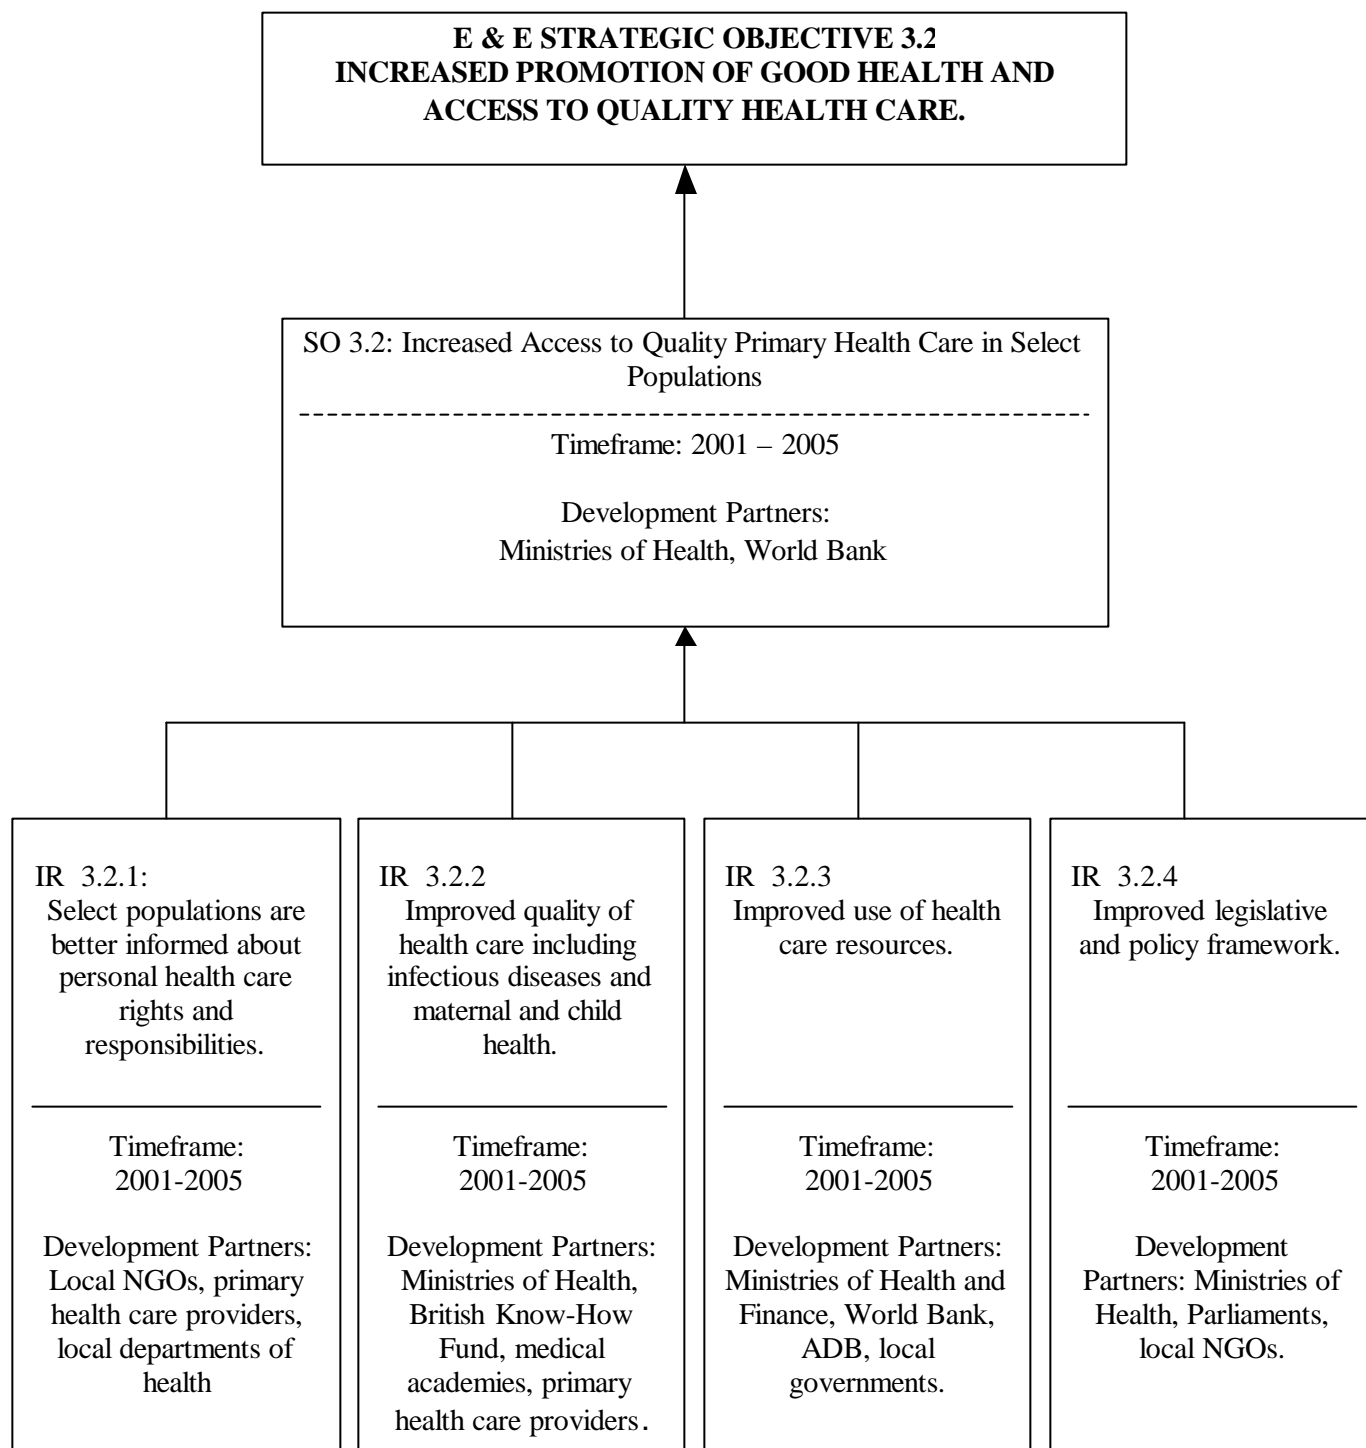 E & E STRATEGIC OBJECTIVE 3.2
INCREASED PROMOTION OF GOOD HEALTH AND
ACCESS TO QUALITY HEALTH CARE.
SO 3.2: Increased Access to Quality Primary Health Care in Select
Populations
Timeframe: 2001 – 2005
Development Partners:
Ministries of Health, World Bank
IR 3.2.1:
Select populations are
better informed about
personal health care
rights and
responsibilities.
Timeframe:
2001-2005
Development Partners:
Local NGOs, primary
health care providers,
local departments of
health
IR 3.2.2
Improved quality of
health care including
infectious diseases and
maternal and child
health.
Timeframe:
2001-2005
Development Partners:
Ministries of Health,
British Know-How
Fund, medical
academies, primary
health care providers.
IR 3.2.3
Improved use of health
care resources.
Timeframe:
2001-2005
Development Partners:
Ministries of Health and
Finance, World Bank,
ADB, local
governments.
IR 3.2.4
Improved legislative
and policy framework.
Timeframe:
2001-2005
Development
Partners: Ministries of
Health, Parliaments,
local NGOs.